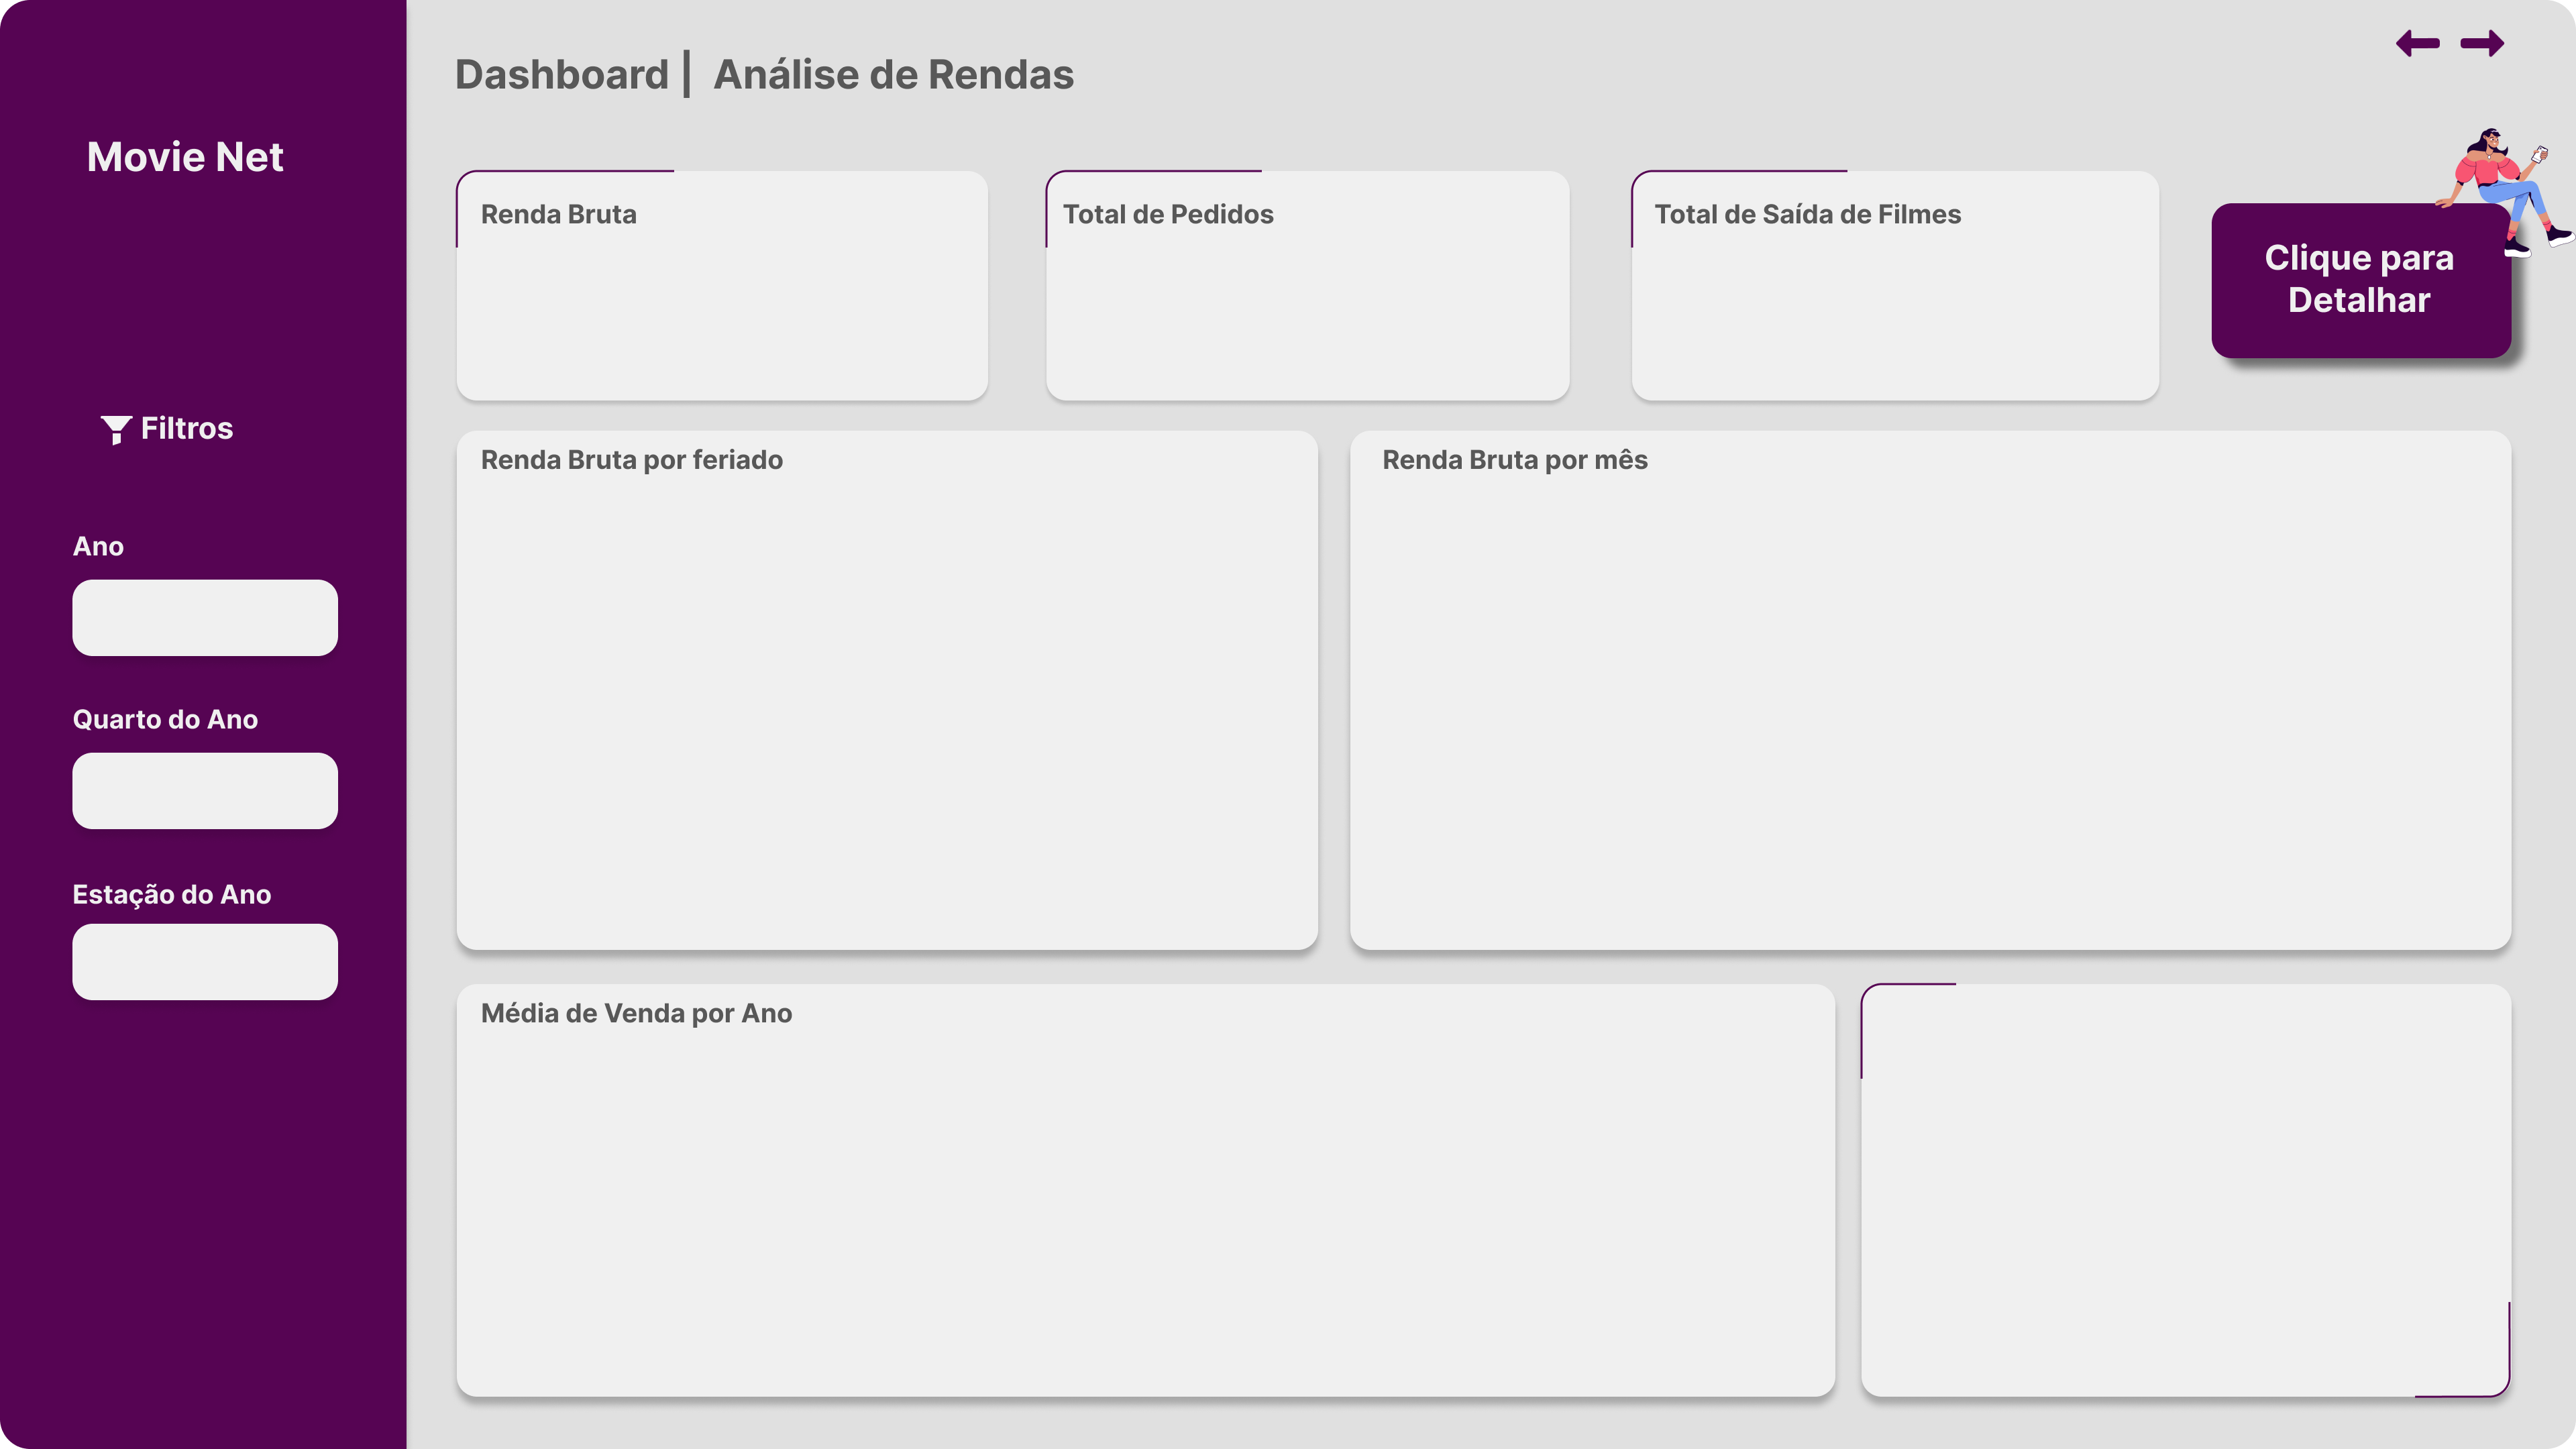 Movie Net
Filtros
Ano
Quarto do Ano
Estação do Ano
Dashboard | Análise de Rendas
Renda Bruta
Total de Pedidos
Total de Saída de Filmes
Clique para
Detalhar
Renda Bruta por feriado
Renda Bruta por mês
Média de Venda por Ano